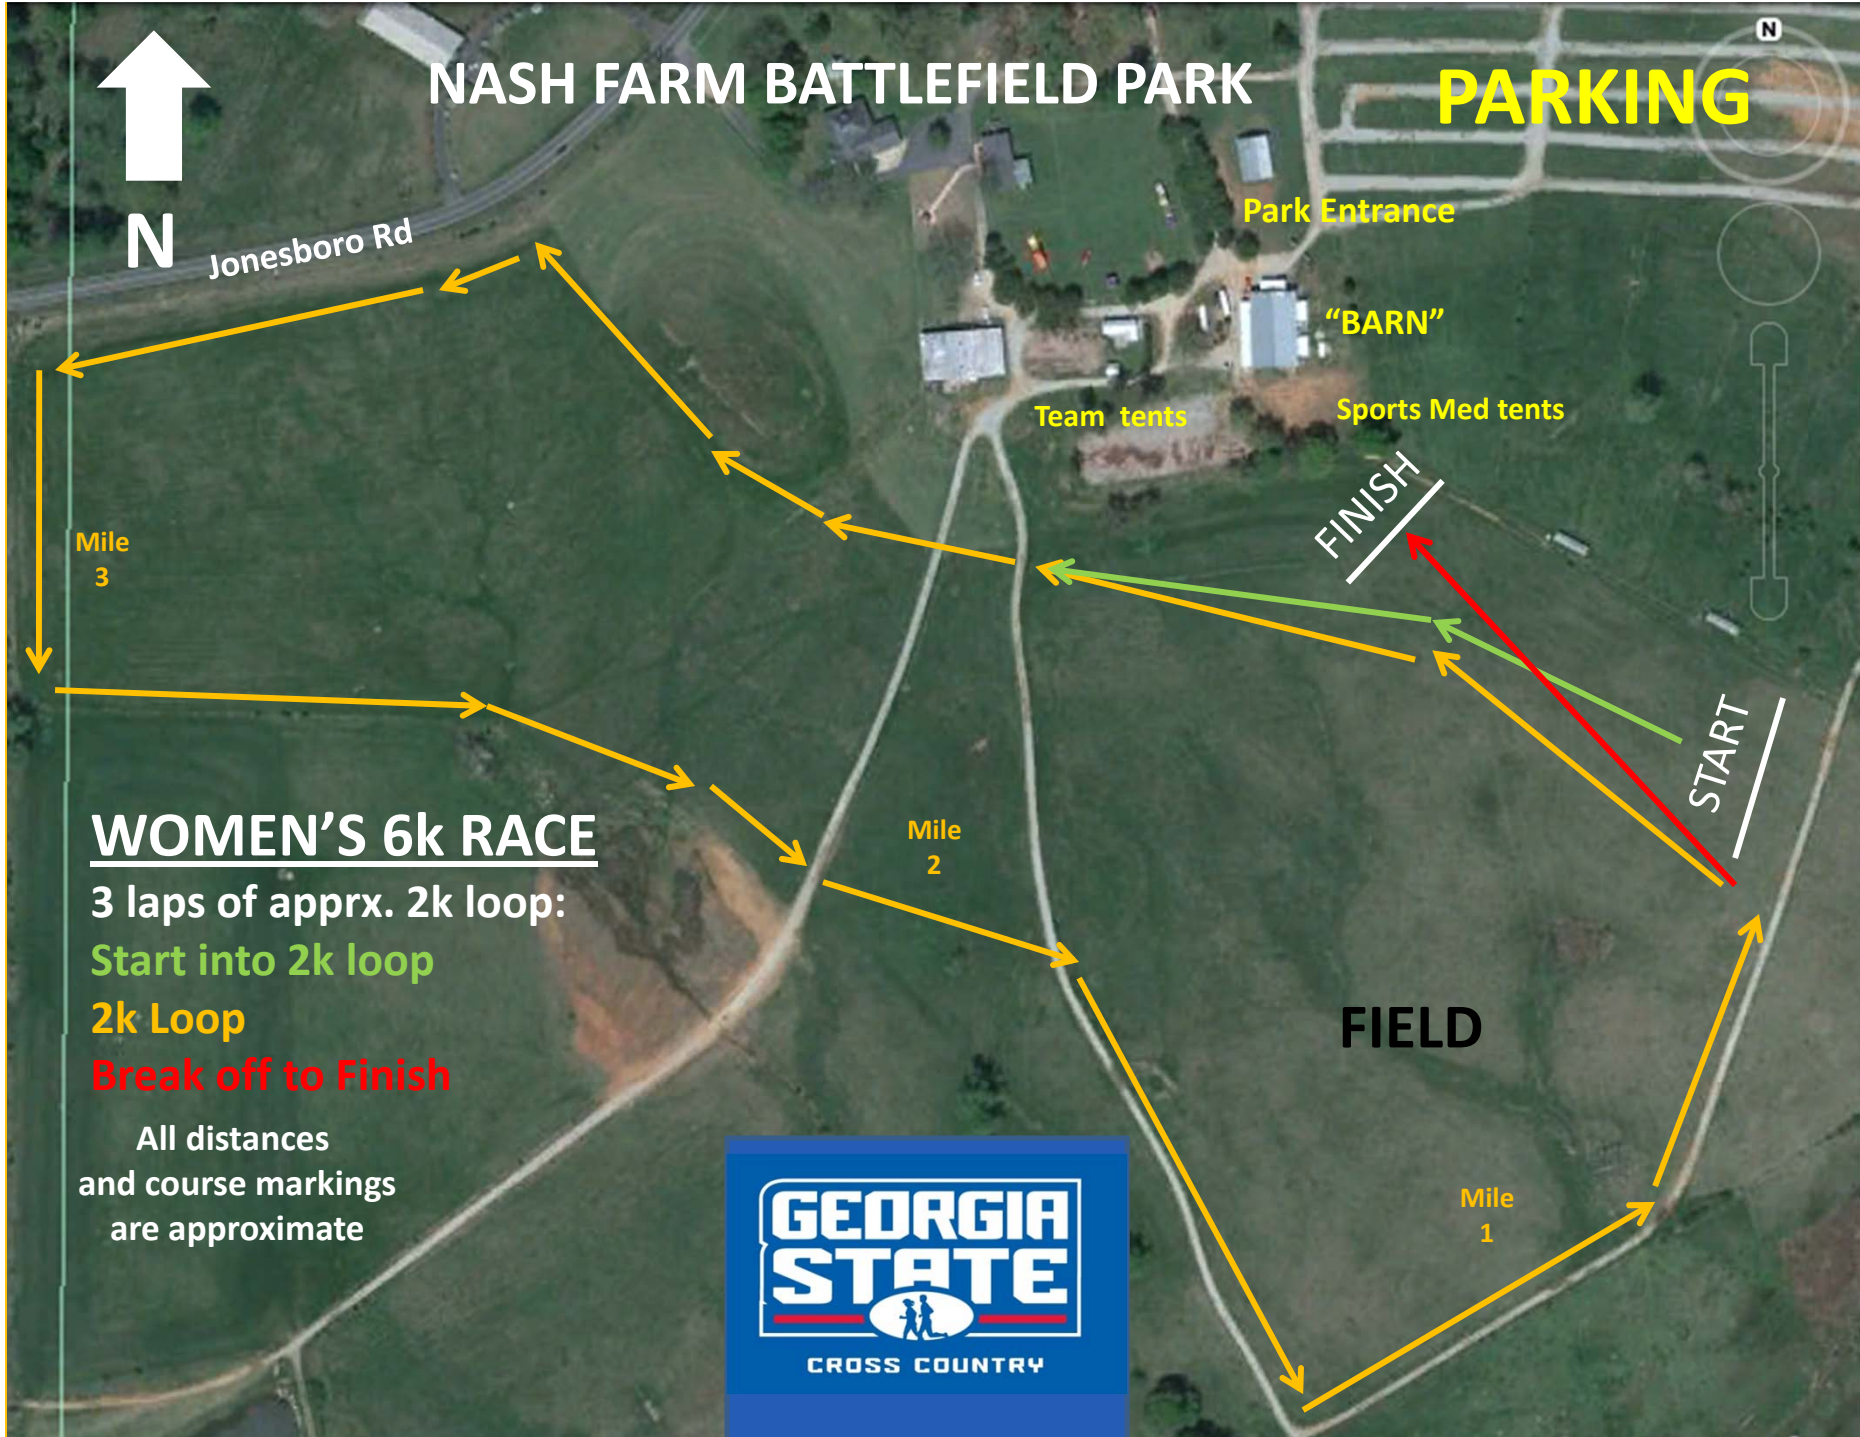 N
NASH FARM BATTLEFIELD PARK
PARKING
N
Jonesboro Rd
Park Entrance
“BARN”
Team tents
Sports Med tents
FINISH
Mile
3
START
WOMEN’S 6k RACE
3 laps of apprx. 2k loop:
Start into 2k loop
2k Loop
Break off to Finish
All distances
and course markings
are approximate
Mile
2
FIELD
Mile
1
GEORGIA
STATE
CROSS COUNTRY